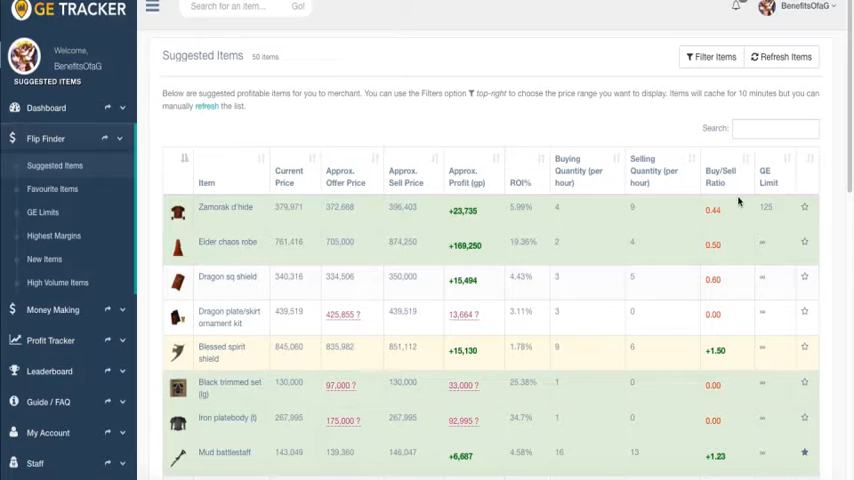 GE TRACKER
Search for an item... Go!
BenefitsOfaG
Welcome,
BenefitsOfaG
SUGGESTED ITEMS
Dashboard
Flip Finder
Suggested Items
Favourite Items
GE Limits
Highest Margins
New Items
High Volume Items
Money Making
Profit Tracker
Leaderboard
Guide / FAQ
My Account
Staff
Suggested Items 50 items
Filter Items Refresh Items
Below are suggested profitable items for you to merchant. You can use the Filters option top-right to choose the price range you want to display. Items will cache for 10 minutes but you can
manually refresh the list.
Search:
Item Current Price Approx. Offer Price Approx. Sell Price Approx. Profit (gp) ROI% Buying Quantity (per hour) Selling Quantity (per hour) Buy/Sell Ratio GE Limit
Zamorak d'hide 379,971 372,668 396,403 +23,735 5.99% 4 9 0.44 125
Elder chaos robe 761,416 705,000 874,250 +169,250 19.36% 2 4 0.50 ∞
Dragon sq shield 340,316 334,506 350,000 +15,494 4.43% 3 5 0.60 ∞
Dragon plate/skirt 439,519 425,855 ? 439,519 13,664 ? 3.11% 3 0 0.00 ∞
ornament kit
Blessed spirit 845,060 835,982 851,112 +15,130 1.78% 9 6 +1.50 ∞
shield
Black trimmed set 130,000 97,000 ? 130,000 33,000 ? 25.38% 1 0 0.00 ∞
(lg)
Iron platebody (t) 267,995 175,000 ? 267,995 92,995 ? 34.7% 1 0 0.00 ∞
Mud battlestaff 143,049 139,360 146,047 +6,687 4.58% 16 13 +1.23 ∞